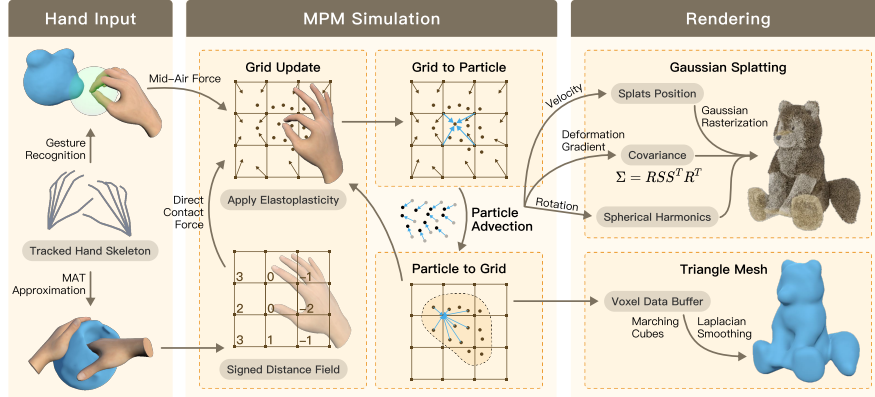 Hand Input
MPM Simulation
Rendering
Mid-Air Force
Gesture
Recognition
Tracked Hand Skeleton
MAT
Approximation
Grid Update
Apply Elastoplasticity
Direct
Contact
Force
3 0 −1
2 0 −2
3 1 −1
Signed Distance Field
Grid to Particle
Particle
Advection
Particle to Grid
Velocity
Deformation
Gradient
Rotation
Gaussian Splatting
Splats Position
Gaussian
Rasterization
Covariance
Σ = RSSᵀRᵀ
Spherical Harmonics
Triangle Mesh
Voxel Data Buffer
Marching
Cubes
Laplacian
Smoothing